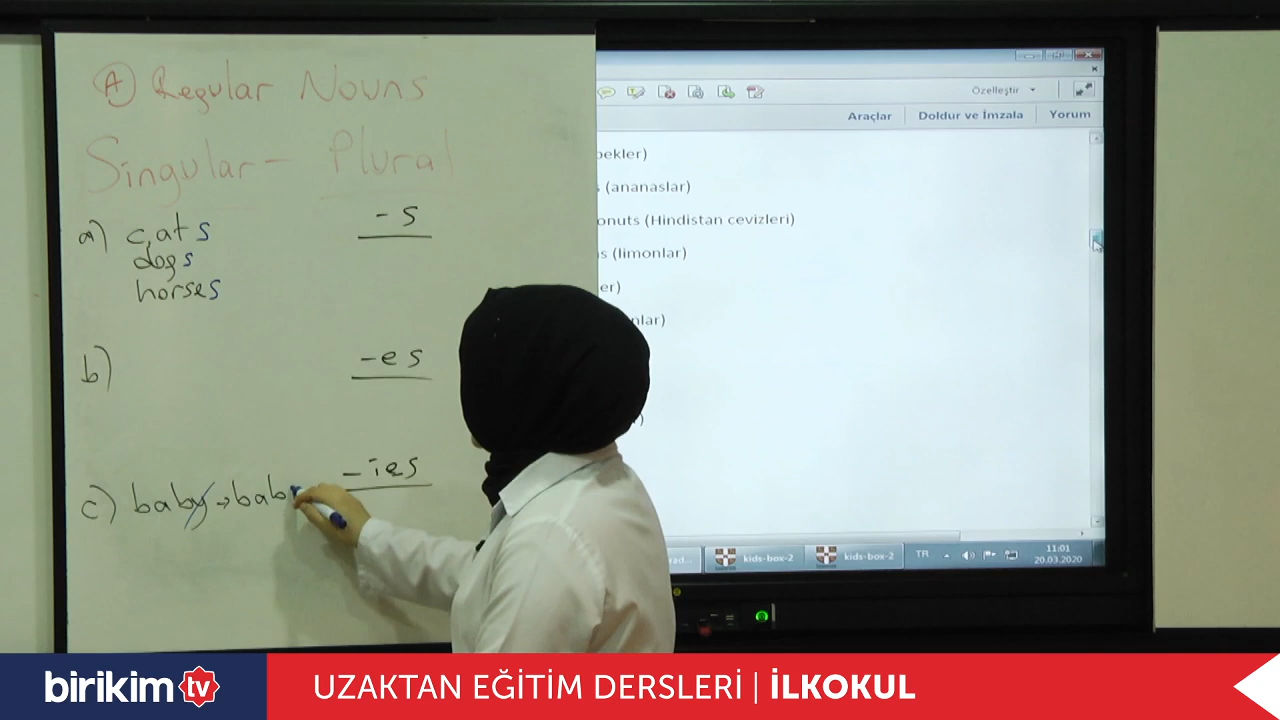 A Regular Nouns
Singular - Plural
a) cats
dogs
horses
-s
b)
-es
c) baby → bab
-ies
Özelleştir
Araçlar
Doldur ve İmzala
Yorum
bekler)
(ananaslar)
onuts (Hindistan cevizleri)
s (limonlar)
er)
nlar)
kids-box-2
kids-box-2
TR
11:01
20.03.2020
birikim tv
UZAKTAN EĞİTİM DERSLERİ | İLKOKUL